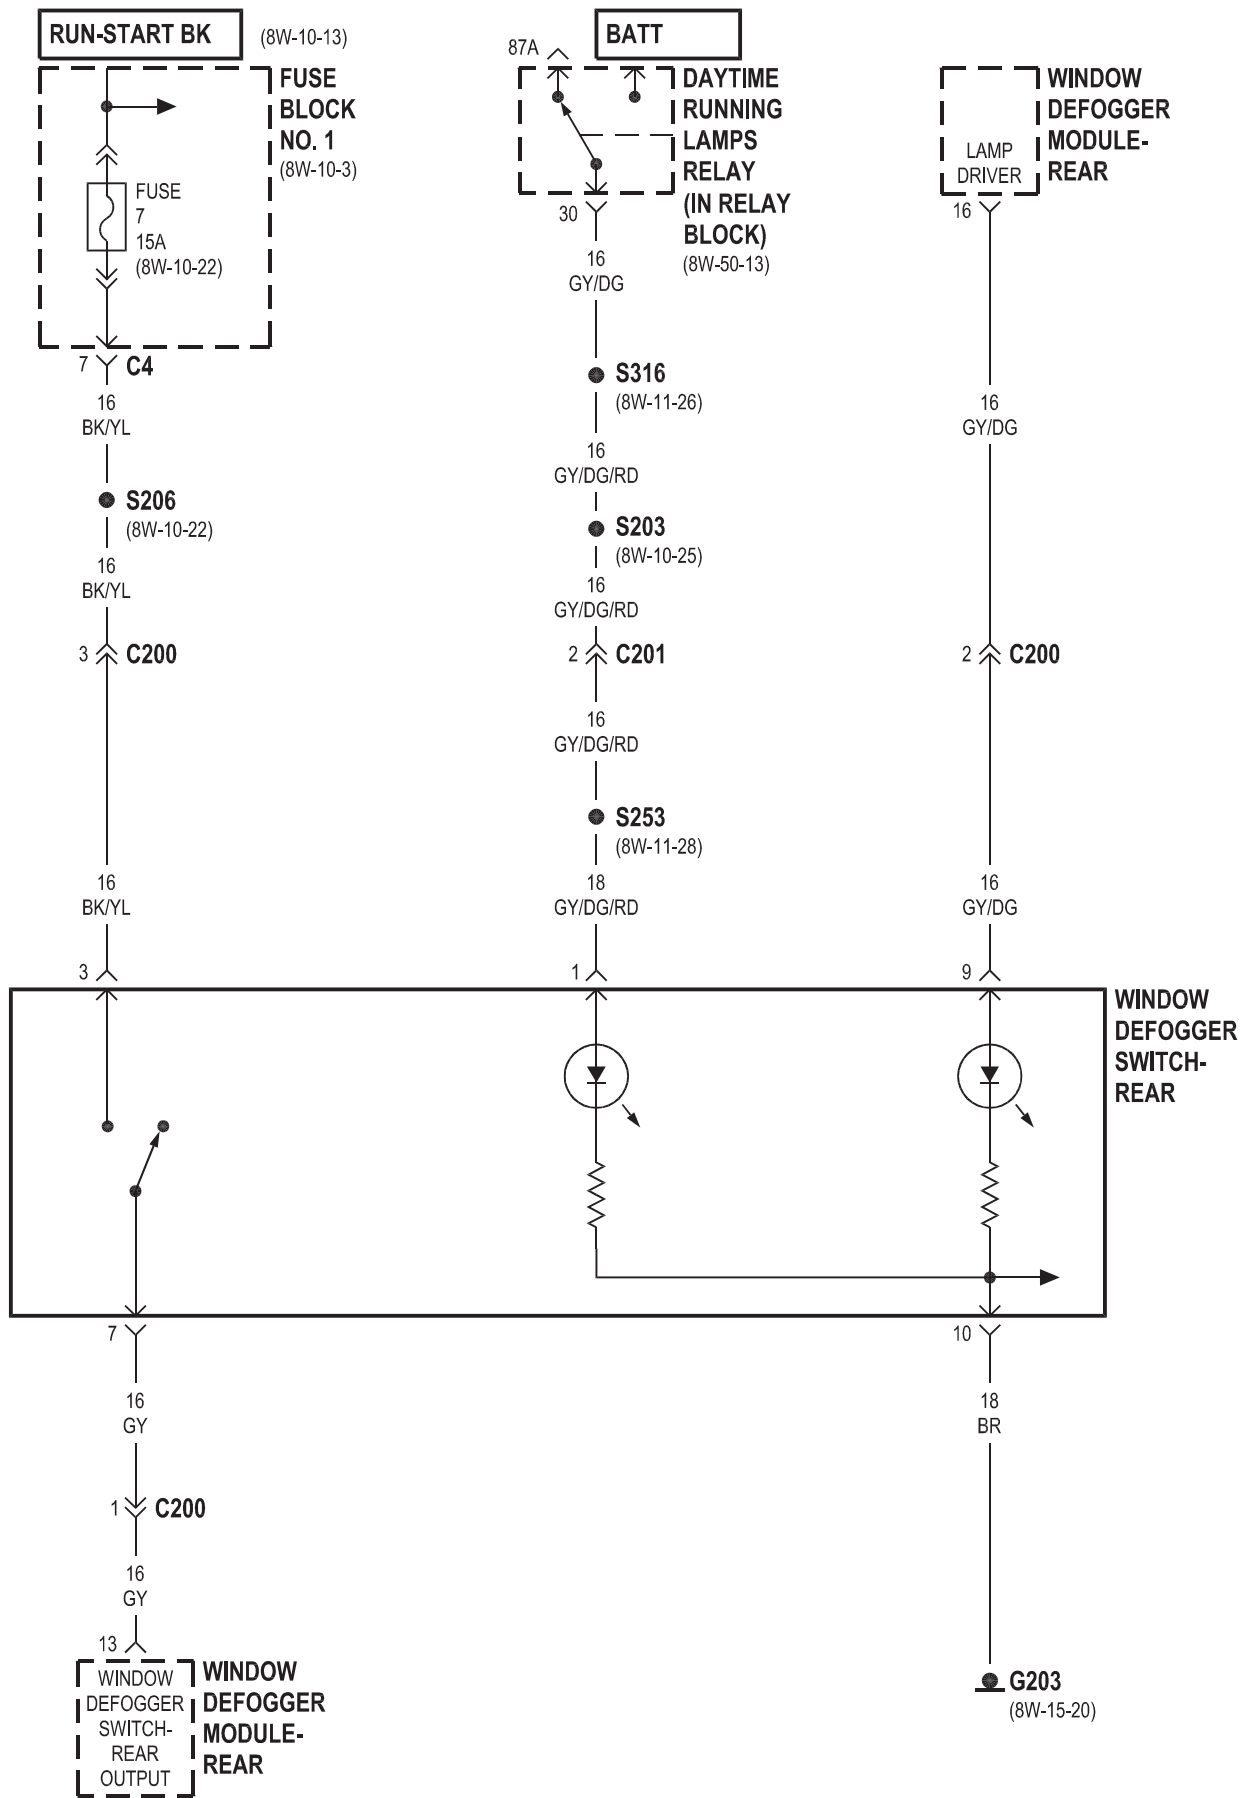 RUN-START BK
(8W-10-13)
BATT
87A
FUSE
BLOCK
NO. 1
(8W-10-3)
FUSE
7
15A
(8W-10-22)
7
C4
16
BK/YL
S206
(8W-10-22)
16
BK/YL
3
C200
16
BK/YL
3
DAYTIME
RUNNING
LAMPS
RELAY
(IN RELAY
BLOCK)
(8W-50-13)
30
16
GY/DG
S316
(8W-11-26)
16
GY/DG/RD
S203
(8W-10-25)
16
GY/DG/RD
2
C201
16
GY/DG/RD
S253
(8W-11-28)
18
GY/DG/RD
1
WINDOW
DEFOGGER
MODULE-
REAR
LAMP
DRIVER
16
16
GY/DG
2
C200
16
GY/DG
9
WINDOW
DEFOGGER
SWITCH-
REAR
7
16
GY
1
C200
16
GY
13
WINDOW
DEFOGGER
SWITCH-
REAR
OUTPUT
WINDOW
DEFOGGER
MODULE-
REAR
10
18
BR
G203
(8W-15-20)